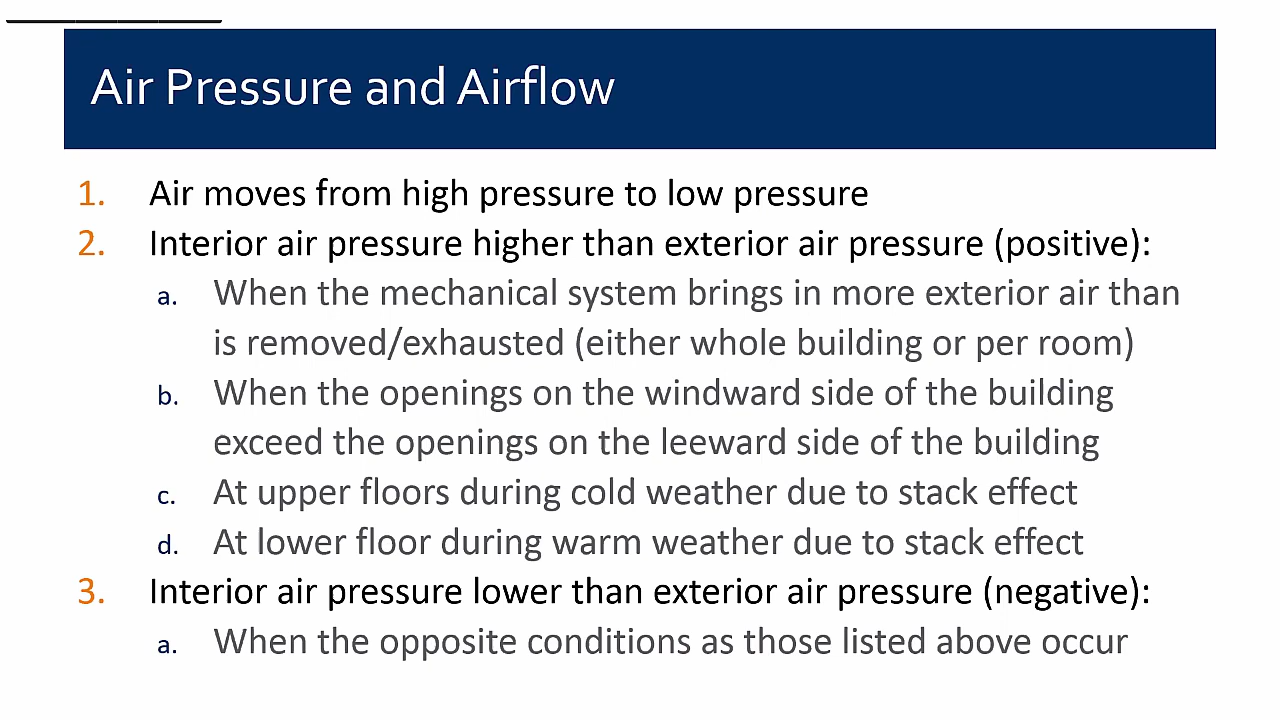 Air Pressure and Airflow
1. Air moves from high pressure to low pressure
2. Interior air pressure higher than exterior air pressure (positive):
a. When the mechanical system brings in more exterior air than
is removed/exhausted (either whole building or per room)
b. When the openings on the windward side of the building
exceed the openings on the leeward side of the building
c. At upper floors during cold weather due to stack effect
d. At lower floor during warm weather due to stack effect
3. Interior air pressure lower than exterior air pressure (negative):
a. When the opposite conditions as those listed above occur